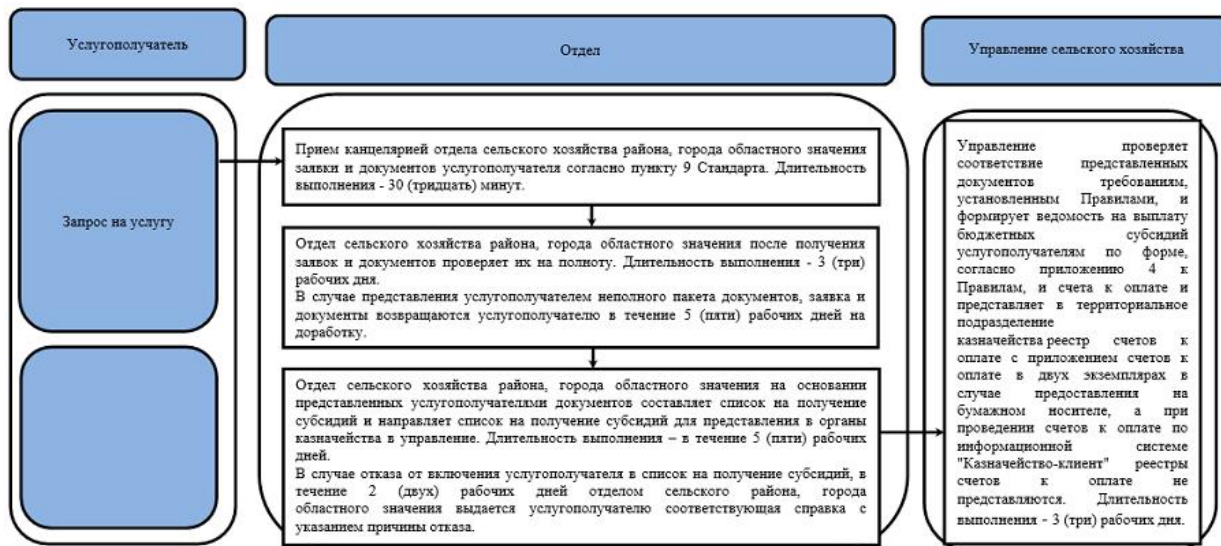 Услугополучатель
Отдел
Управление сельского хозяйства
Запрос на услугу
Прием канцелярией отдела сельского хозяйства района, города областного значения
заявки и документов услугополучателя согласно пункту 9 Стандарта. Длительность
выполнения - 30 (тридцать) минут.
Отдел сельского хозяйства района, города областного значения после получения
заявок и документов проверяет их на полноту. Длительность выполнения - 3 (три)
рабочих дня.
В случае представления услугополучателем неполного пакета документов, заявка и
документы возвращаются услугополучателю в течение 5 (пяти) рабочих дней на
доработку.
Отдел сельского хозяйства района, города областного значения на основании
представленных услугополучателями документов составляет список на получение
субсидий и направляет список на получение субсидий для представления в органы
казначейства в управление. Длительность выполнения – в течение 5 (пяти) рабочих
дней.
В случае отказа от включения услугополучателя в список на получение субсидий, в
течение 2 (двух) рабочих дней отделом сельского района, города
областного значения выдается услугополучателю соответствующая справка с
указанием причины отказа.
Управление проверяет
соответствие представленных
документов требованиям,
установленным Правилами, и
формирует ведомость на выплату
бюджетных субсидий
услугополучателям по форме,
согласно приложению 4 к
Правилам, и счета к оплате и
представляет в территориальное
подразделение
казначейства реестр счетов к
оплате с приложением счетов к
оплате в двух экземплярах в
случае предоставления на
бумажном носителе, а при
проведении счетов к оплате по
информационной системе
"Казначейство-клиент" реестры
счетов к оплате не
представляются. Длительность
выполнения - 3 (три) рабочих дня.